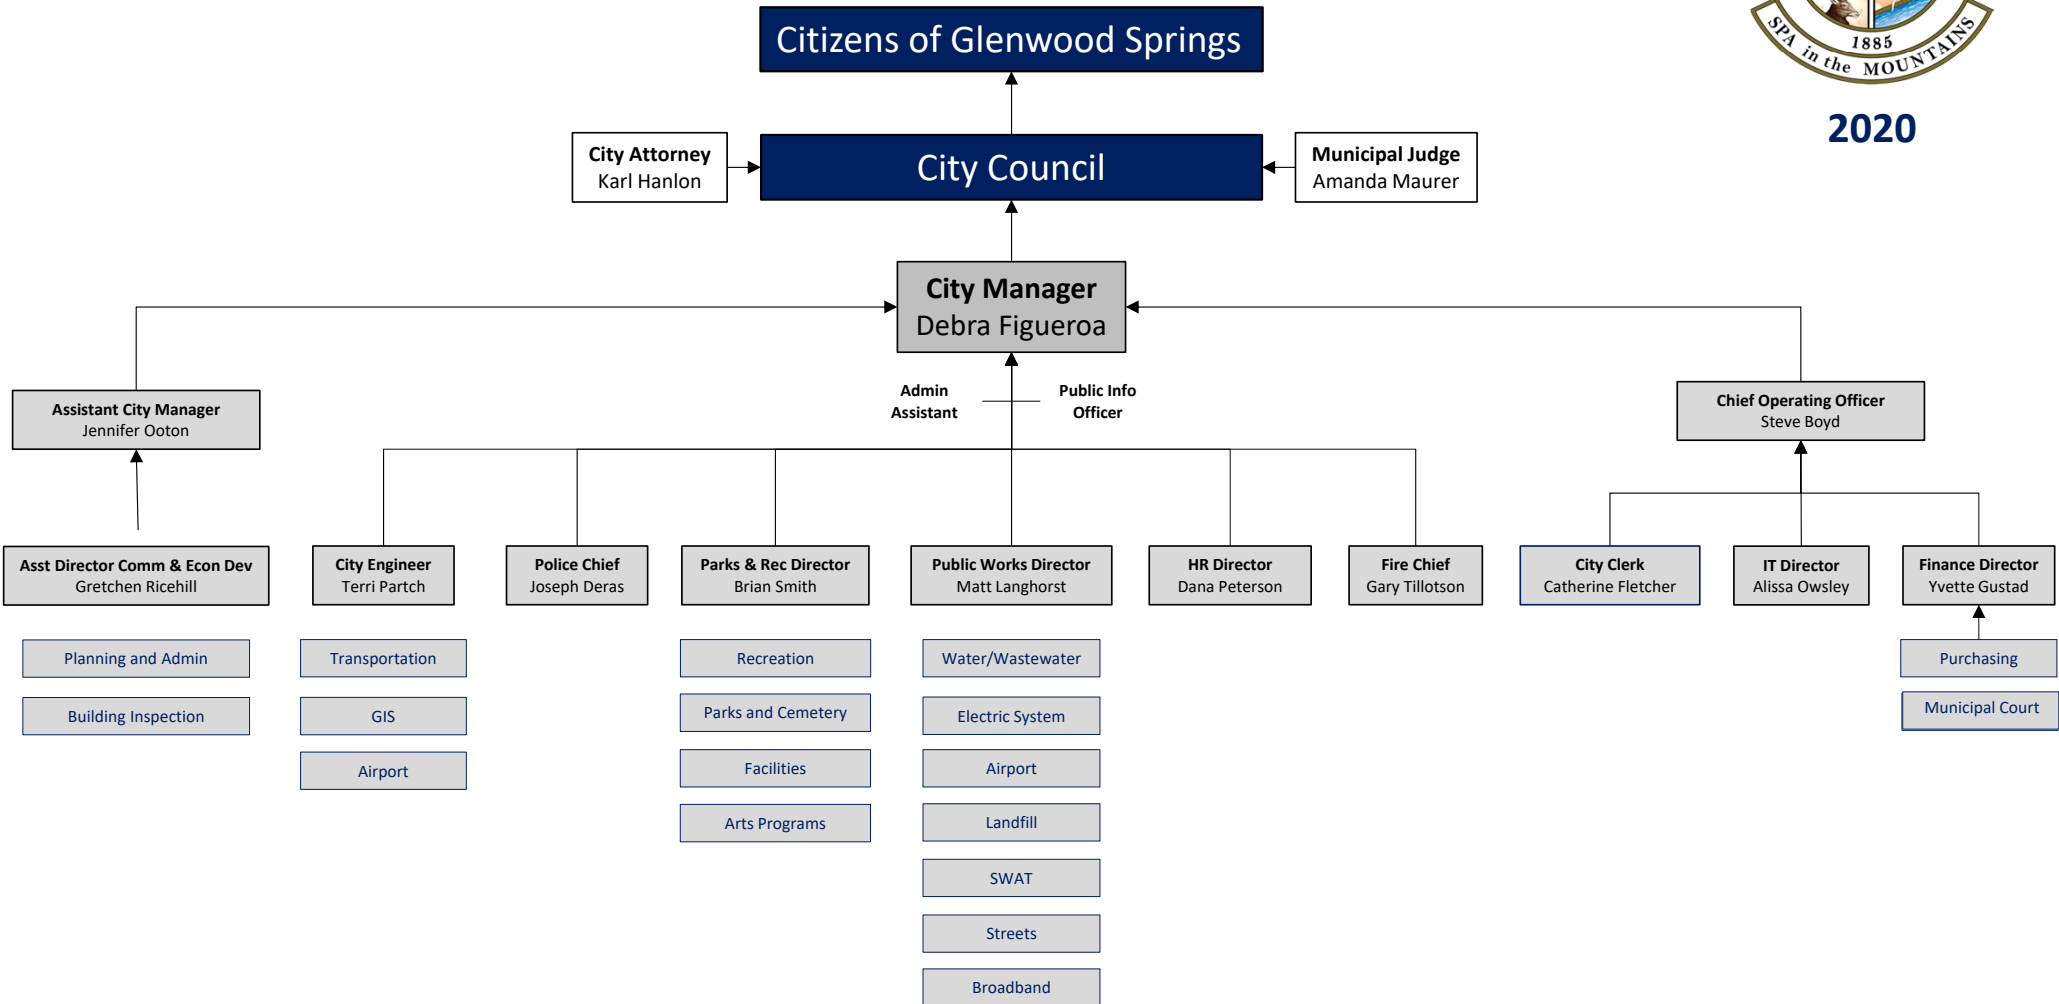 Citizens of Glenwood Springs
SPA in the MOUNTAINS
1885
2020
City Attorney
Karl Hanlon
City Council
Municipal Judge
Amanda Maurer
City Manager
Debra Figueroa
Admin
Assistant
Public Info
Officer
Assistant City Manager
Jennifer Ooton
Chief Operating Officer
Steve Boyd
Asst Director Comm & Econ Dev
Gretchen Ricehill
City Engineer
Terri Partch
Police Chief
Joseph Deras
Parks & Rec Director
Brian Smith
Public Works Director
Matt Langhorst
HR Director
Dana Peterson
Fire Chief
Gary Tillotson
City Clerk
Catherine Fletcher
IT Director
Alissa Owsley
Finance Director
Yvette Gustad
Planning and Admin
Building Inspection
Transportation
GIS
Airport
Recreation
Parks and Cemetery
Facilities
Arts Programs
Water/Wastewater
Electric System
Airport
Landfill
SWAT
Streets
Broadband
Purchasing
Municipal Court